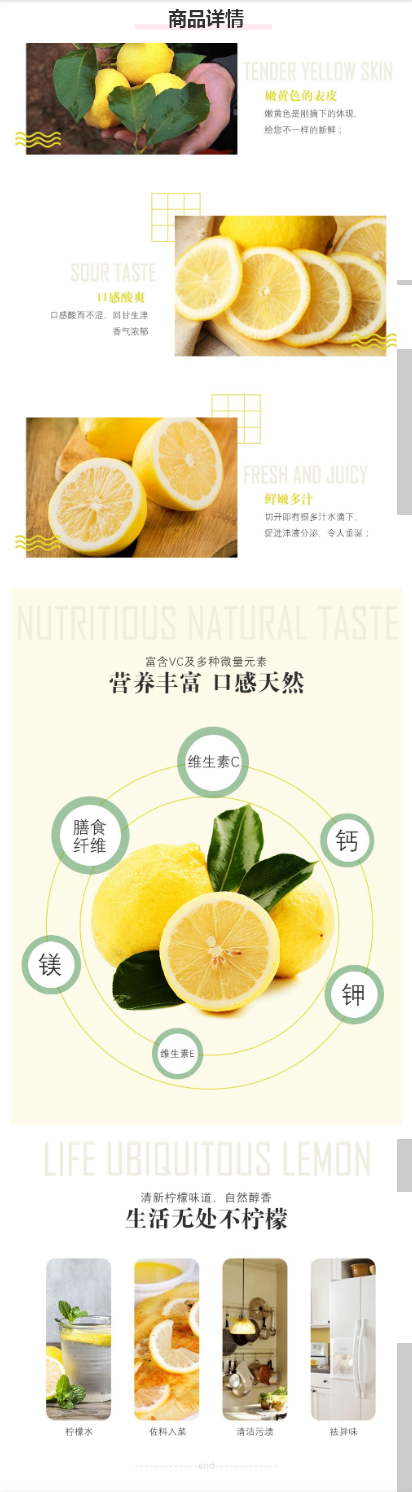 商品详情
TENDER YELLOW SKIN
嫩黄色的表皮
嫩黄色是刚摘下的体现,
给您不一样的新鲜；
SOUR TASTE
口感酸爽
口感酸而不涩, 回甘生津
香气浓郁
FRESH AND JUICY
鲜嫩多汁
切开即有很多汁水滴下,
促进津液分泌, 令人垂涎；
NUTRITIOUS NATURAL TASTE
富含VC及多种微量元素
营养丰富 口感天然
维生素C
膳食
纤维
钙
镁
钾
维生素E
LIFE UBIQUITOUS LEMON
清新柠檬味道, 自然醇香
生活无处不柠檬
柠檬水
佐料入菜
清洁污渍
祛异味
end